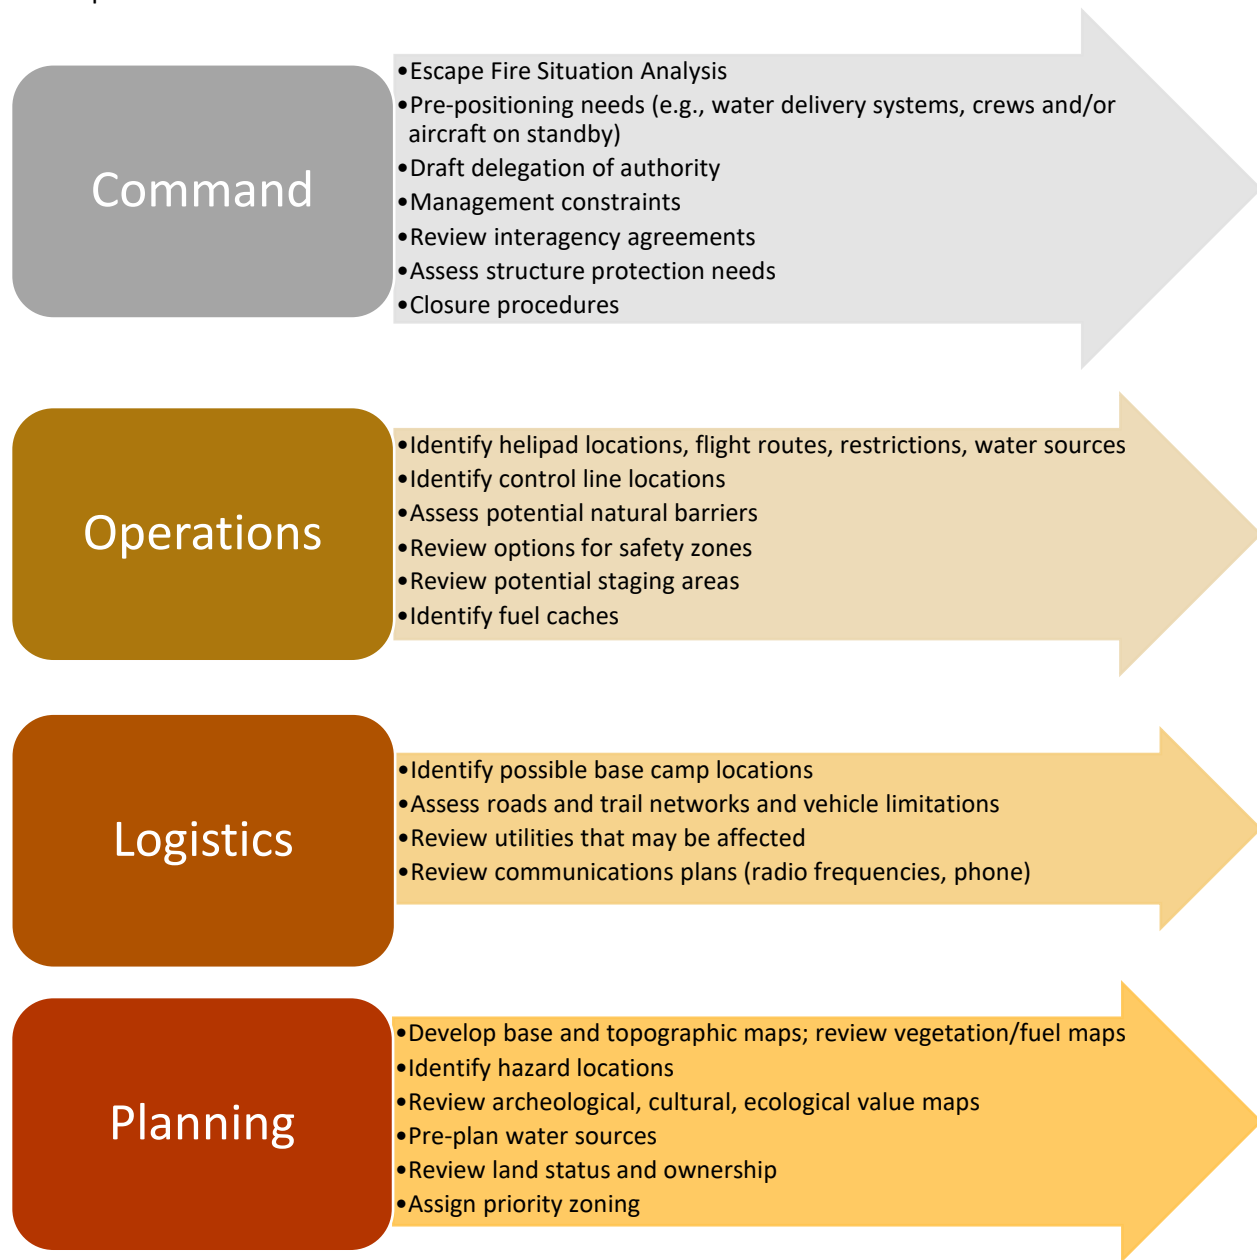 Command
•Escape Fire Situation Analysis
•Pre-positioning needs (e.g., water delivery systems, crews and/or
aircraft on standby)
•Draft delegation of authority
•Management constraints
•Review interagency agreements
•Assess structure protection needs
•Closure procedures
Operations
•Identify helipad locations, flight routes, restrictions, water sources
•Identify control line locations
•Assess potential natural barriers
•Review options for safety zones
•Review potential staging areas
•Identify fuel caches
Logistics
•Identify possible base camp locations
•Assess roads and trail networks and vehicle limitations
•Review utilities that may be affected
•Review communications plans (radio frequencies, phone)
Planning
•Develop base and topographic maps; review vegetation/fuel maps
•Identify hazard locations
•Review archeological, cultural, ecological value maps
•Pre-plan water sources
•Review land status and ownership
•Assign priority zoning